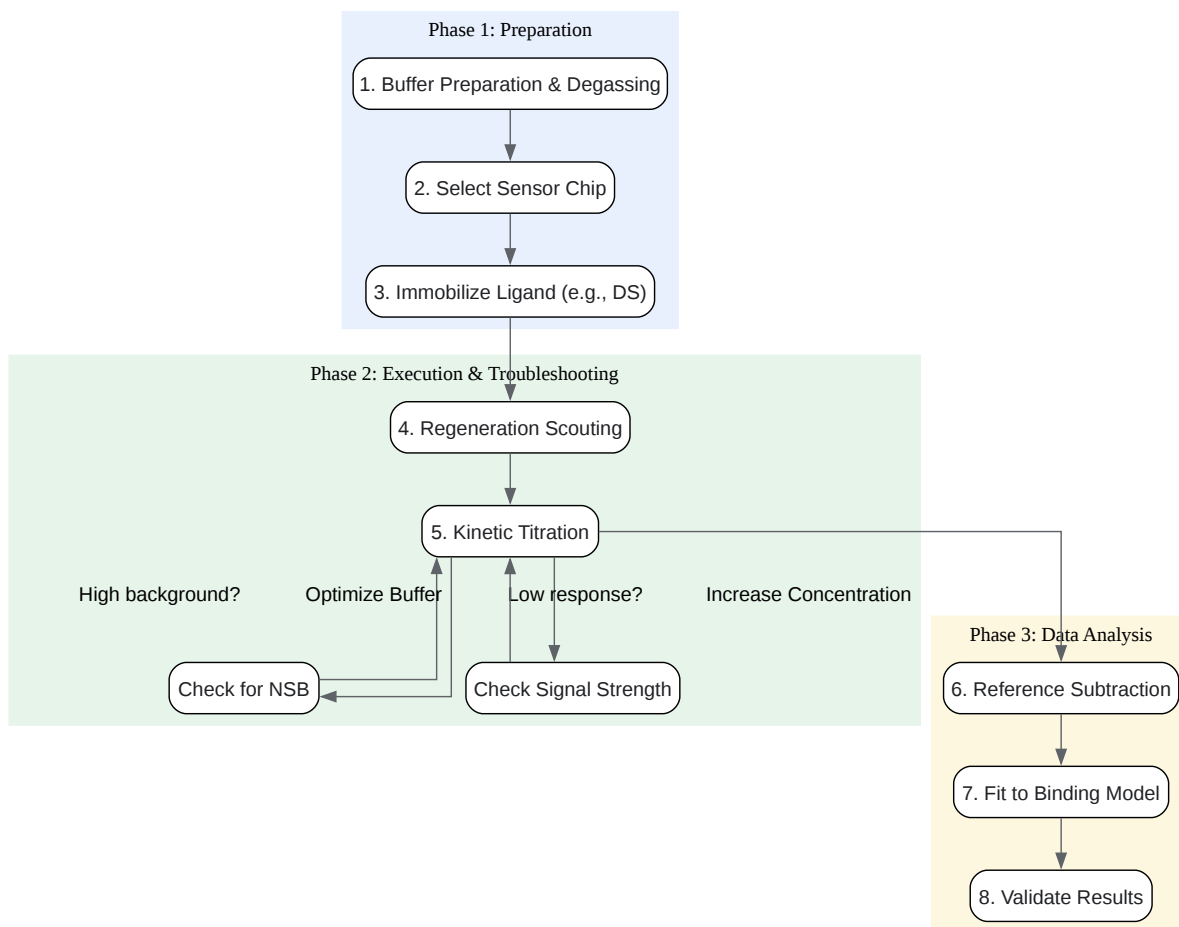 Phase 1: Preparation
1. Buffer Preparation & Degassing
2. Select Sensor Chip
3. Immobilize Ligand (e.g., DS)
Phase 2: Execution & Troubleshooting
4. Regeneration Scouting
5. Kinetic Titration
High background?
Optimize Buffer
Low response?
Increase Concentration
Check for NSB
Check Signal Strength
Phase 3: Data Analysis
6. Reference Subtraction
7. Fit to Binding Model
8. Validate Results